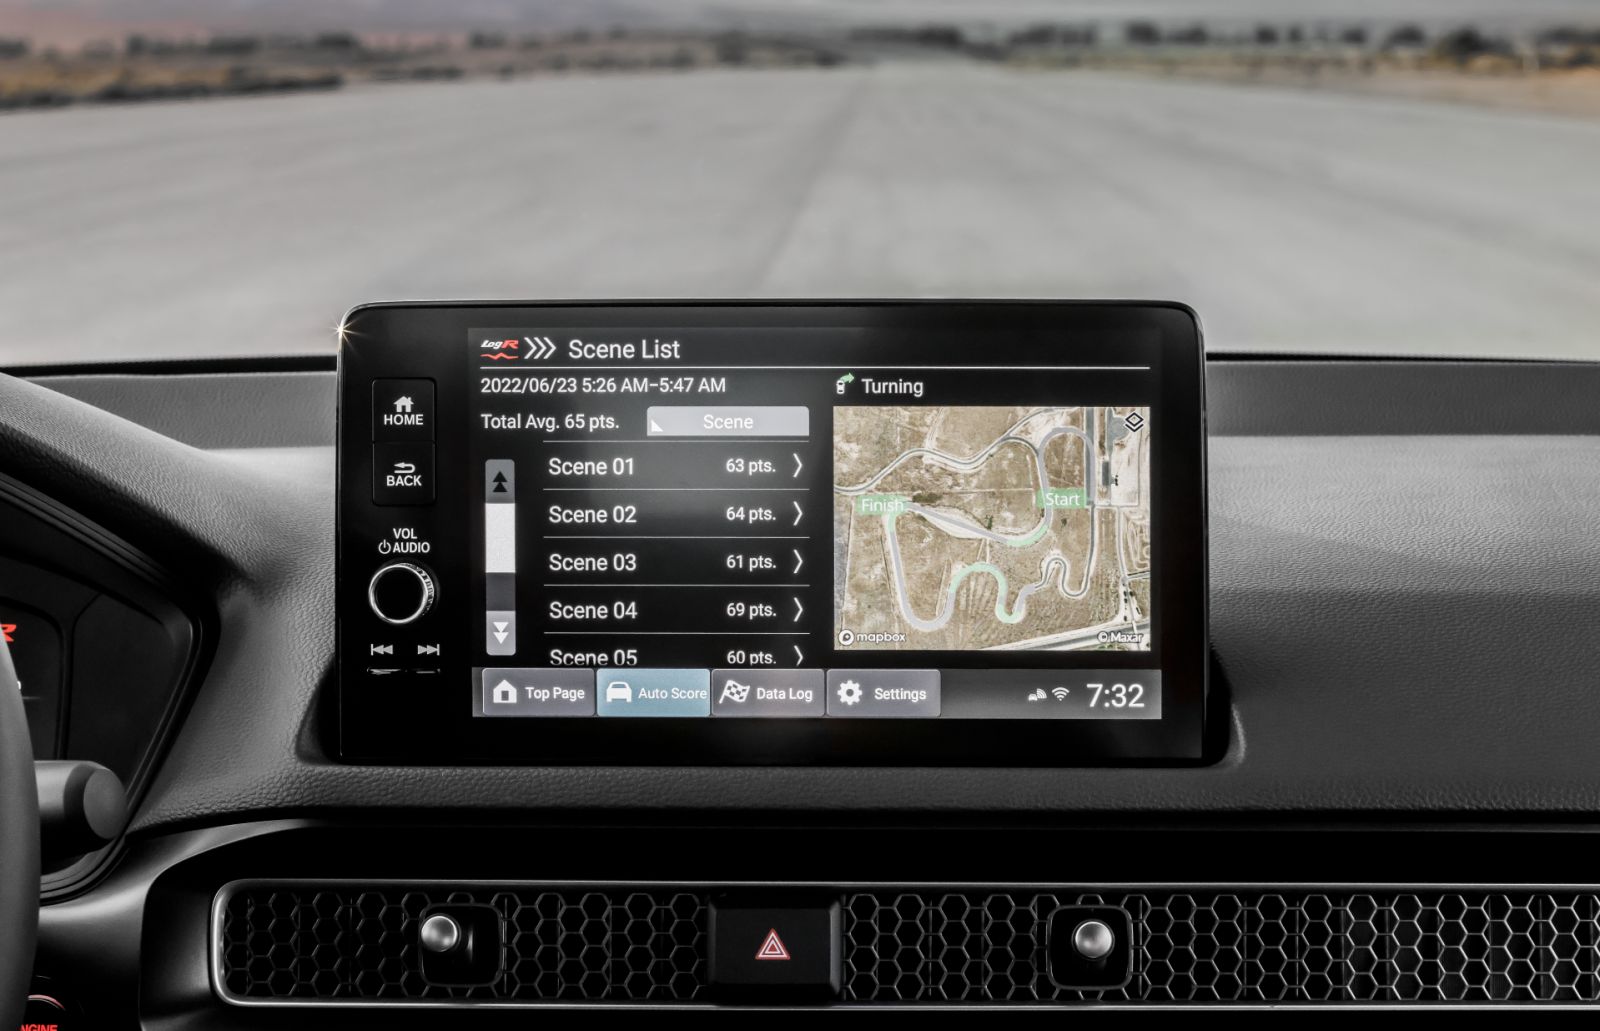 LogR Scene List
2022/06/23 5:26 AM–5:47 AM
Total Avg. 65 pts.
Scene
Scene 01 63 pts.
Scene 02 64 pts.
Scene 03 61 pts.
Scene 04 69 pts.
Scene 05 60 pts.
Turning
Finish
Start
mapbox
© Maxar
Top Page
Auto Score
Data Log
Settings
7:32
HOME
BACK
VOL
AUDIO
R
NGINE